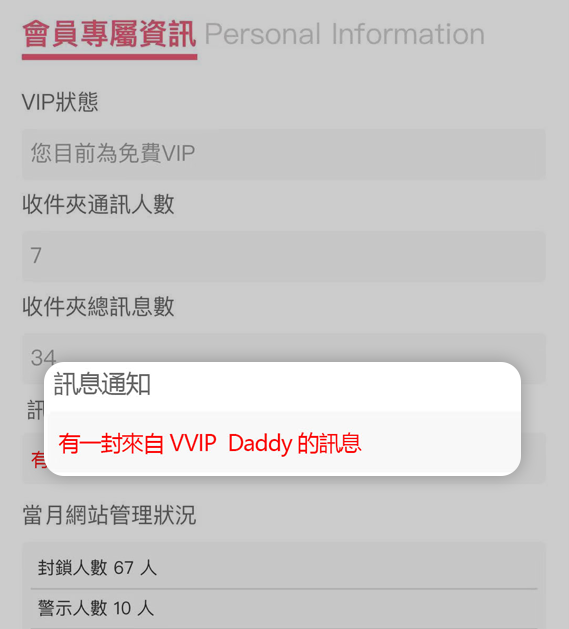 會員專屬資訊 Personal Information
VIP狀態
您目前為免費VIP
收件夾通訊人數
7
收件夾總訊息數
34
訊
訊息通知
有
有一封來自 VVIP Daddy 的訊息
當月網站管理狀況
封鎖人數 67 人
警示人數 10 人